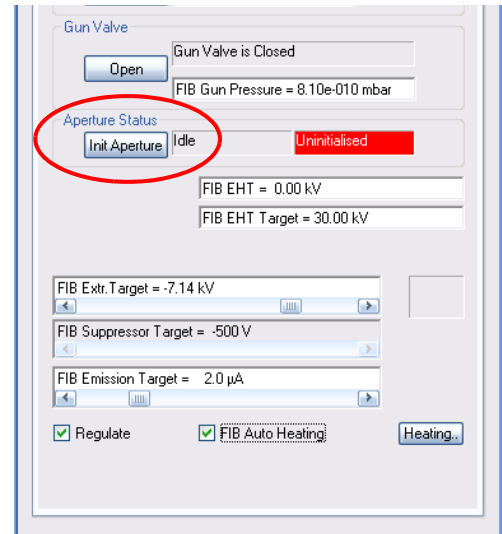 Gun Valve
Gun Valve is Closed
Open
FIB Gun Pressure = 8.10e-010 mbar
Aperture Status
Init Aperture Idle Uninitialised
FIB EHT = 0.00 kV
FIB EHT Target = 30.00 kV
FIB Extr.Target = -7.14 kV
FIB Suppressor Target = -500 V
FIB Emission Target = 2.0 µA
Regulate FIB Auto Heating Heating..